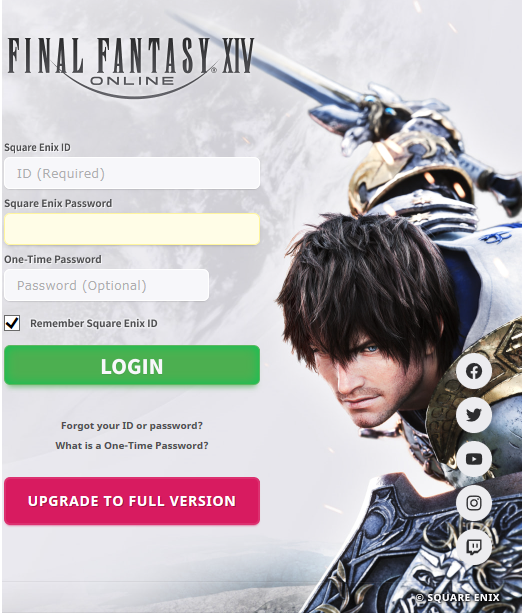 FINAL FANTASY® XIV
ONLINE
Square Enix ID
ID (Required)
Square Enix Password
One-Time Password
Password (Optional)
Remember Square Enix ID
LOGIN
Forgot your ID or password?
What is a One-Time Password?
UPGRADE TO FULL VERSION
© SQUARE ENIX